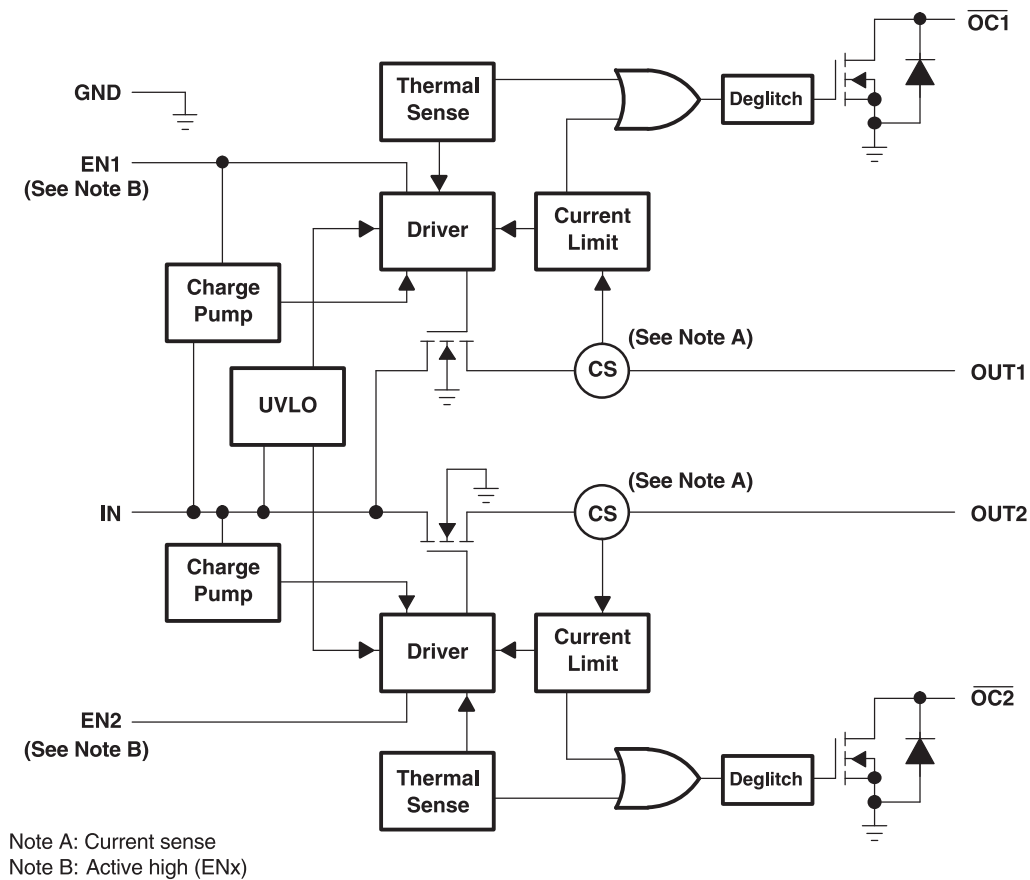 OC1
Thermal
Sense
Deglitch
GND
EN1
(See Note B)
Driver
Current
Limit
Charge
Pump
(See Note A)
CS
OUT1
UVLO
(See Note A)
IN
CS
OUT2
Charge
Pump
Driver
Current
Limit
OC2
EN2
(See Note B)
Thermal
Sense
Deglitch
Note A: Current sense
Note B: Active high (ENx)